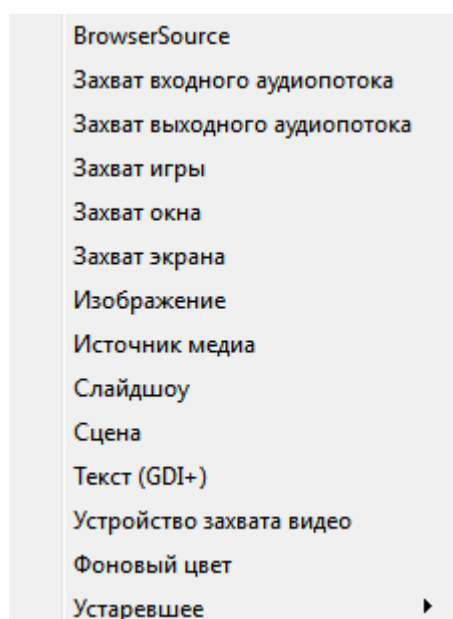 BrowserSource
Захват входного аудиопотока
Захват выходного аудиопотока
Захват игры
Захват окна
Захват экрана
Изображение
Источник медиа
Слайдшоу
Сцена
Текст (GDI+)
Устройство захвата видео
Фоновый цвет
Устаревшее